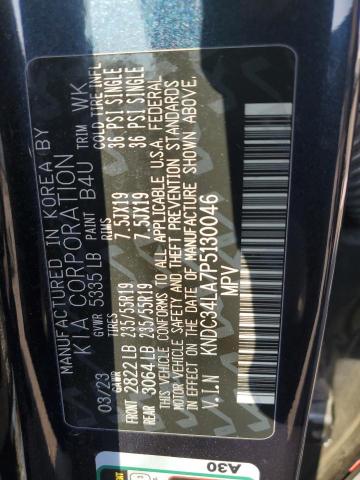 MANUFACTURED IN KOREA BY
KIA CORPORATION
03/23 GVWR 5335 LB PAINT B4U TRIM WK
GAWR TIRES RIMS COLD TIRE INFL
FRONT 2822 LB 235/55R19 7.5JX19 36 PSI SINGLE
REAR 3064 LB 235/55R19 7.5JX19 36 PSI SINGLE
THIS VEHICLE CONFORMS TO ALL APPLICABLE U.S.A. FEDERAL
MOTOR VEHICLE SAFETY, BUMPER, AND THEFT PREVENTION STANDARDS
IN EFFECT ON THE DATE OF MANUFACTURE SHOWN ABOVE.
V.I.N KNDC34LA7P5130046
MPV
A30